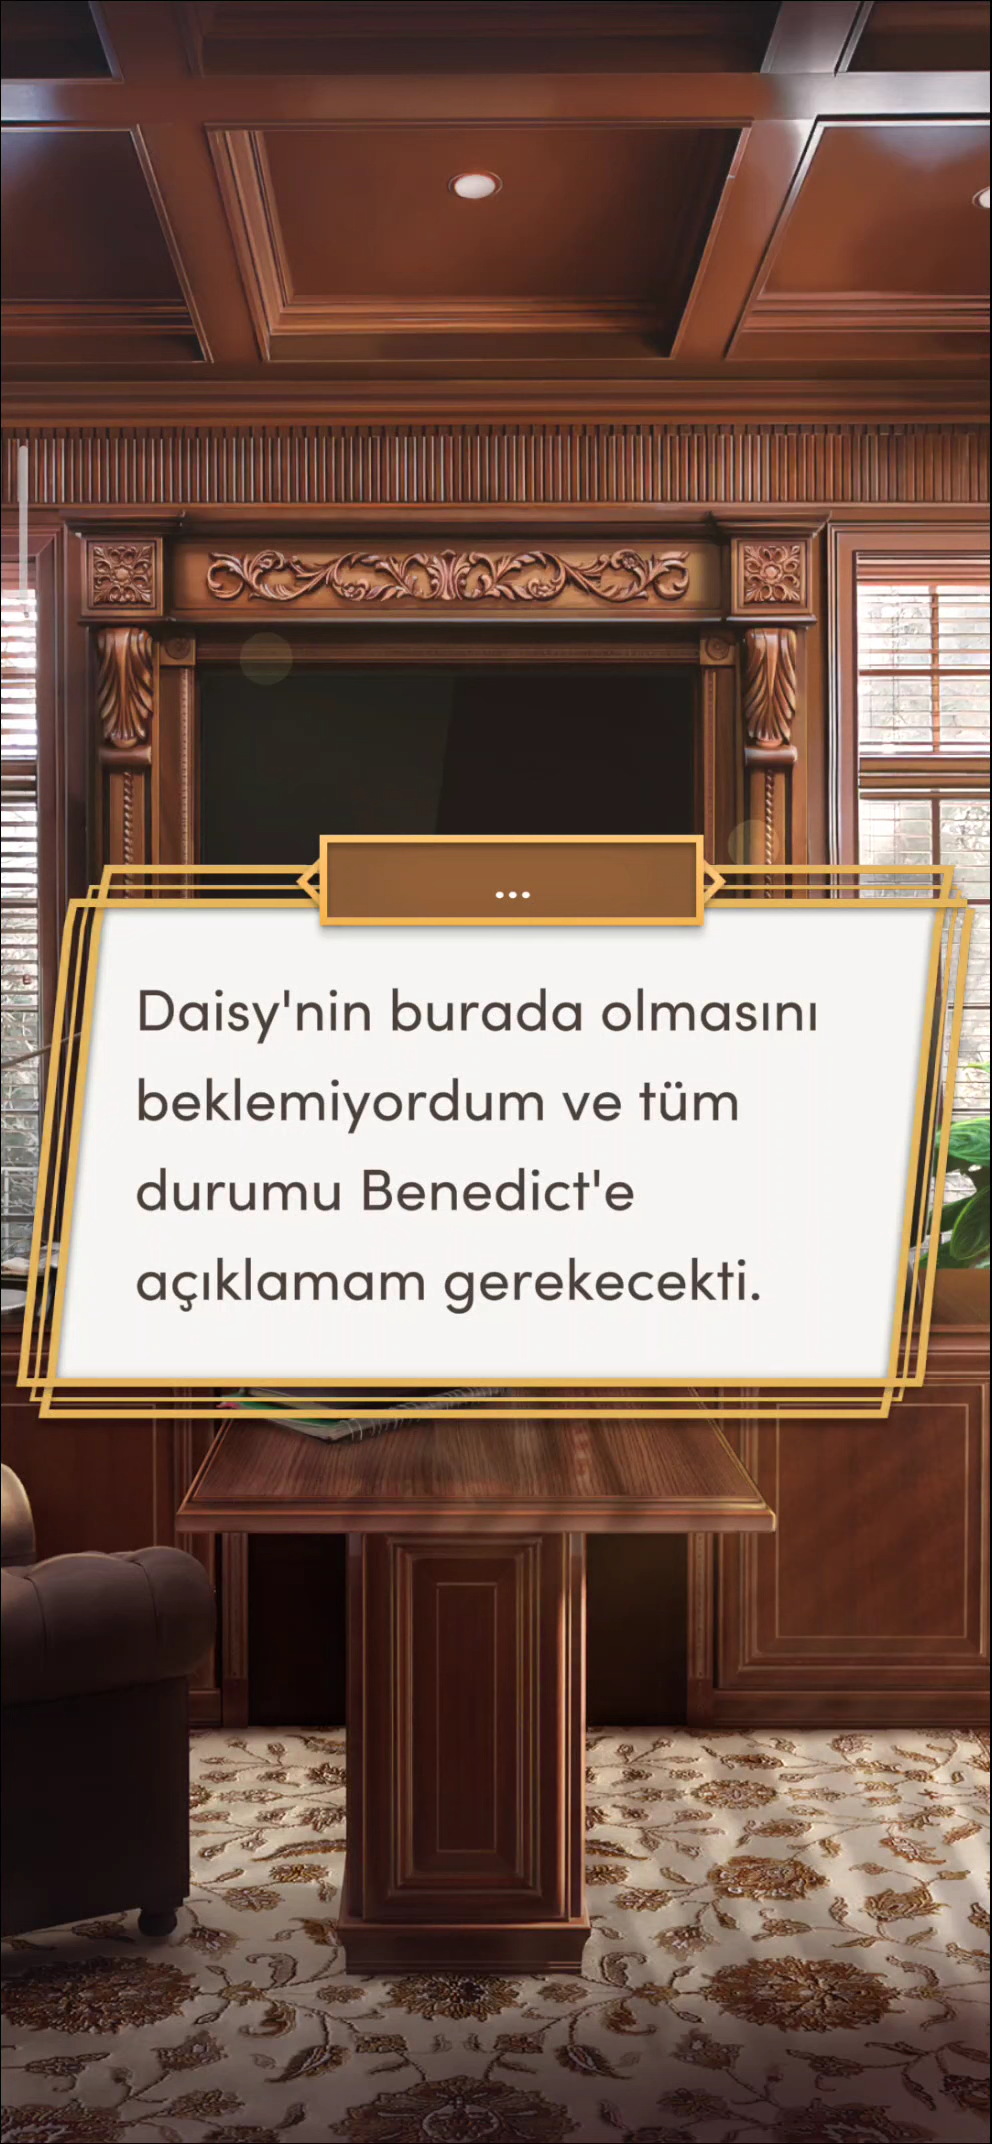 ...
Daisy'nin burada olmasını
beklemiyordum ve tüm
durumu Benedict'e
açıklamam gerekecekti.